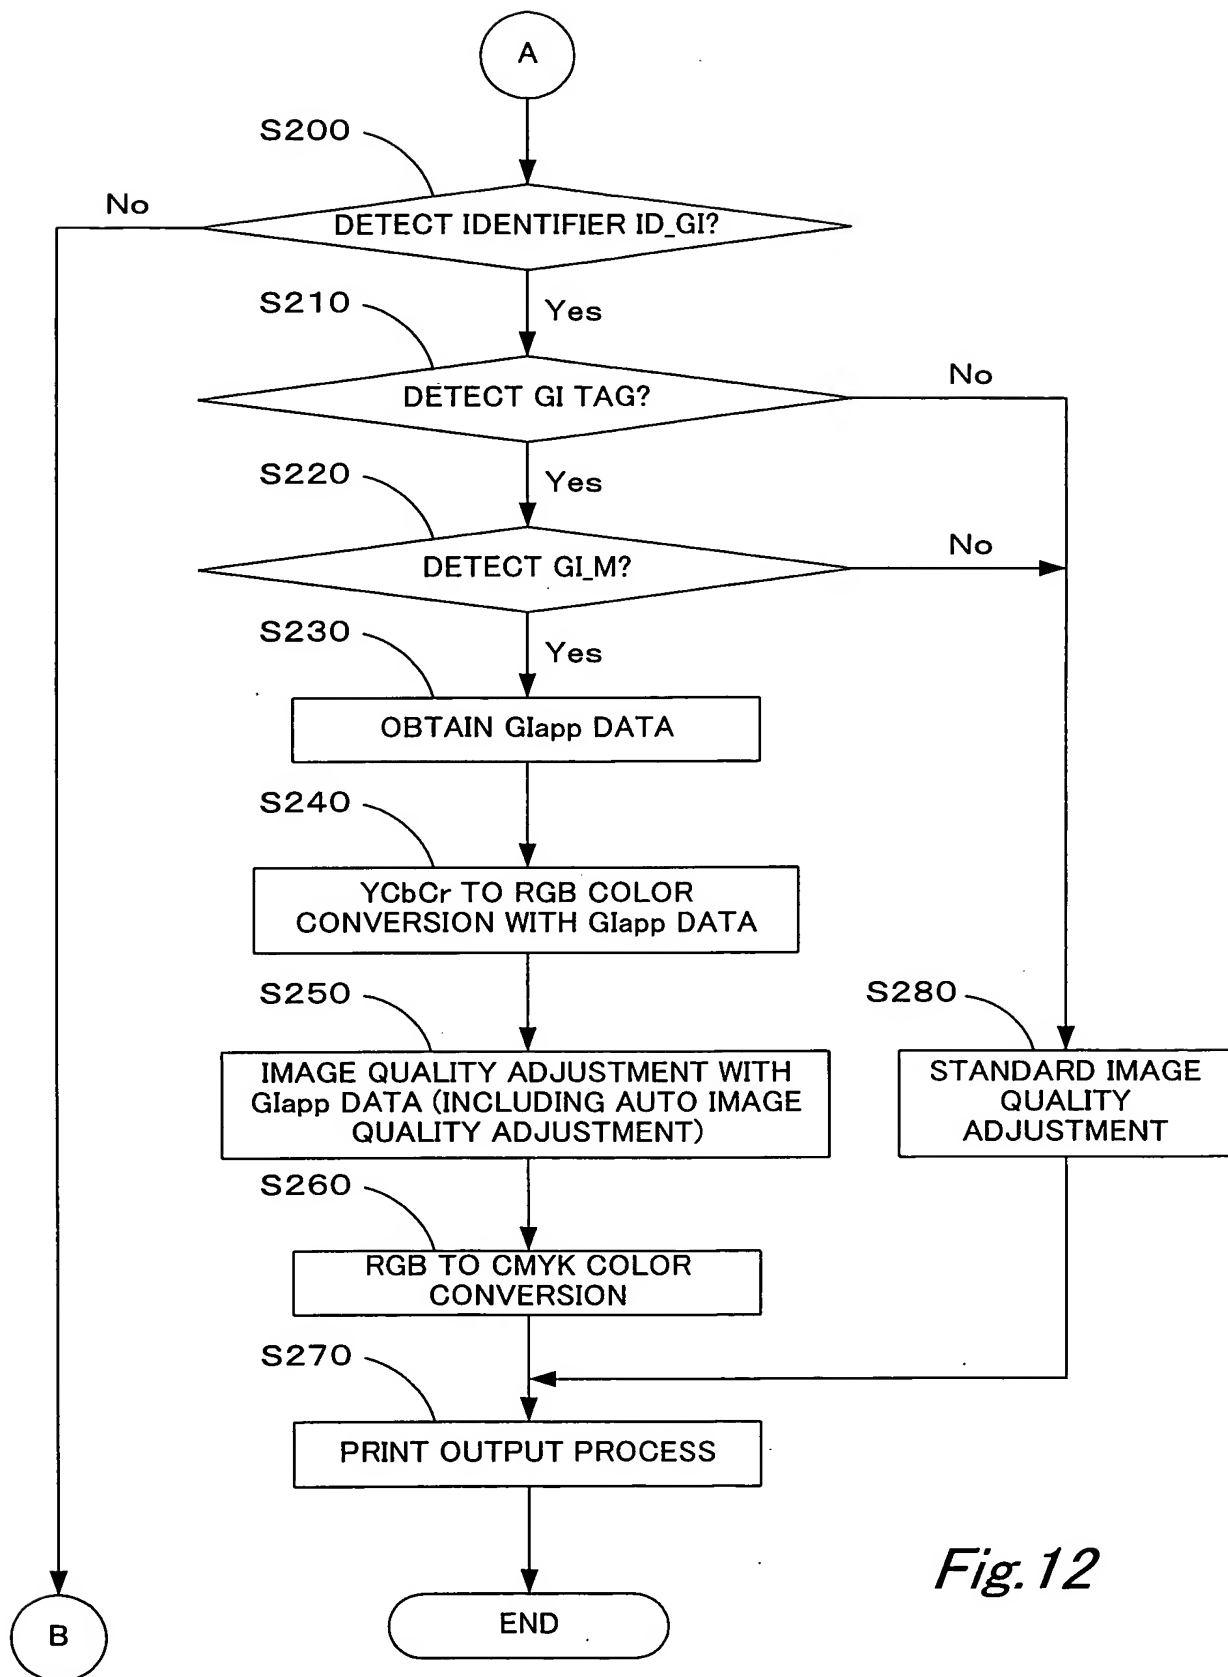 A
S200
No
DETECT IDENTIFIER ID_GI?
S210
Yes
DETECT GI TAG?
No
S220
Yes
DETECT GI_M?
No
S230
Yes
OBTAIN GIapp DATA
S240
YCbCr TO RGB COLOR
CONVERSION WITH GIapp DATA
S250
IMAGE QUALITY ADJUSTMENT WITH
GIapp DATA (INCLUDING AUTO IMAGE
QUALITY ADJUSTMENT)
S280
STANDARD IMAGE
QUALITY
ADJUSTMENT
S260
RGB TO CMYK COLOR
CONVERSION
S270
PRINT OUTPUT PROCESS
END
B
Fig.12